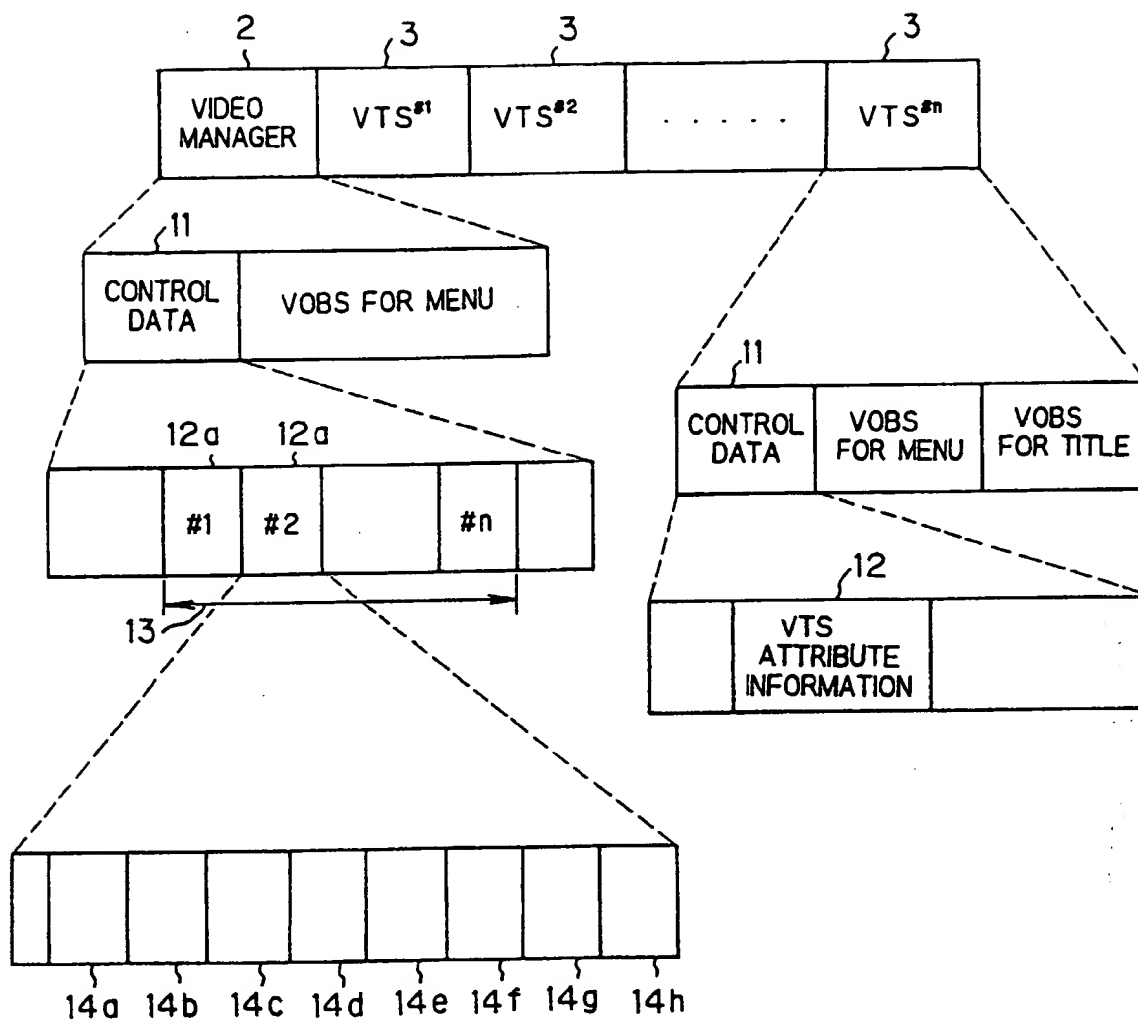 2 3 3 3
VIDEO
MANAGER
VTS#1
VTS#2
. . . . . .
VTS#n
11
CONTROL
DATA
VOBS FOR MENU
11
CONTROL
DATA
VOBS
FOR MENU
VOBS
FOR TITLE
12a 12a
#1 #2 #n
13
12
VTS
ATTRIBUTE
INFORMATION
14a 14b 14c 14d 14e 14f 14g 14h